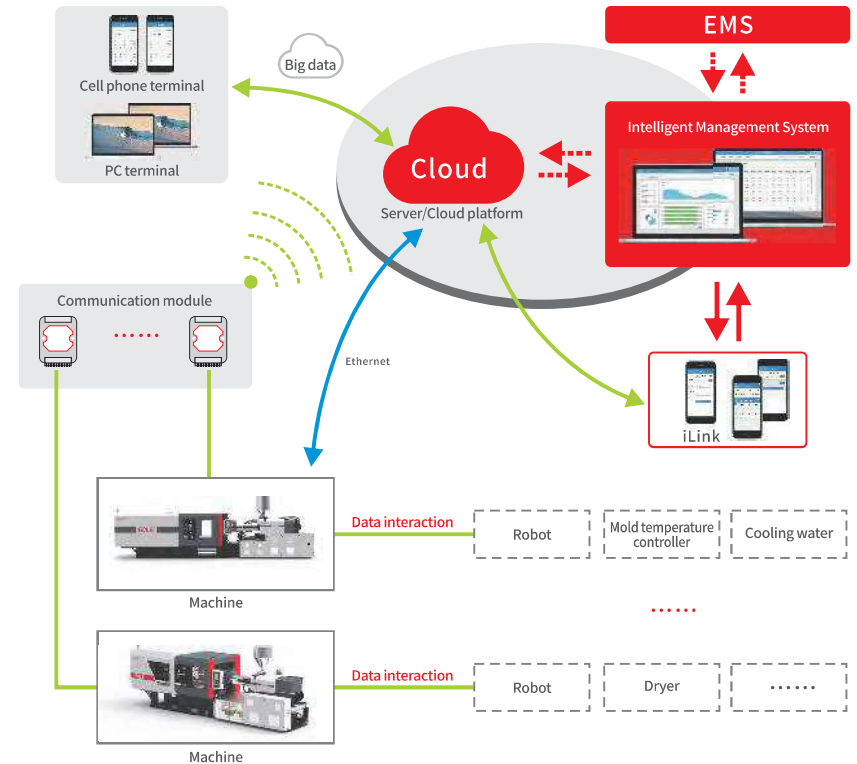 EMS
Big data
Cell phone terminal
Intelligent Management System
PC terminal
Cloud
Server/Cloud platform
Communication module
Ethernet
iLink
Data interaction
Robot
Mold temperature
controller
Cooling water
Machine
Data interaction
Robot
Dryer
Machine